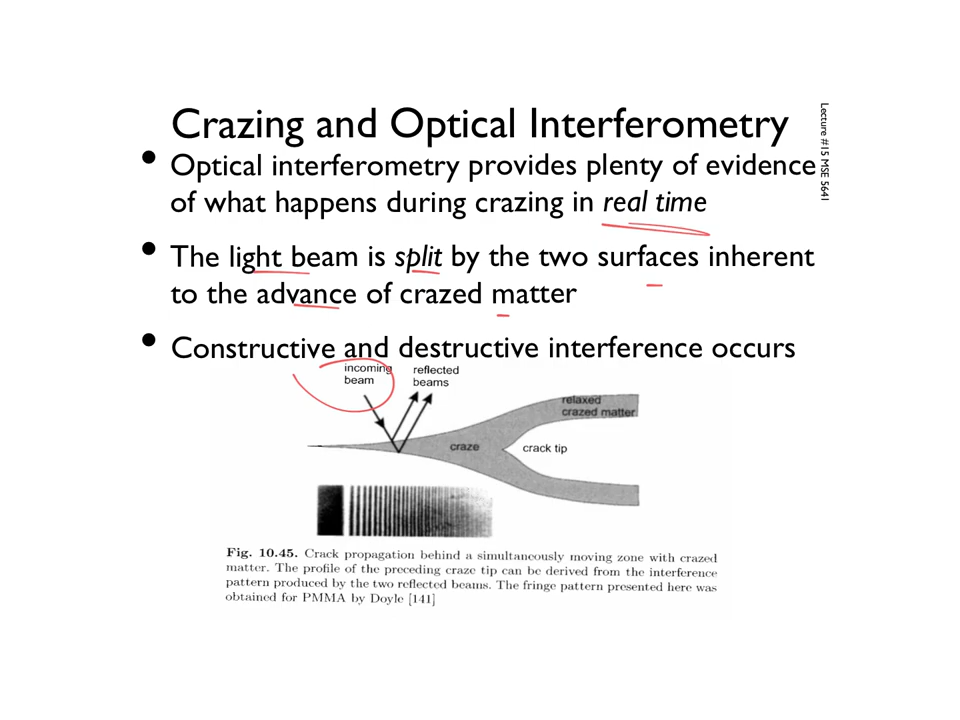 Crazing and Optical Interferometry
Lecture #15 MSE 5641
• Optical interferometry provides plenty of evidence
of what happens during crazing in real time
• The light beam is split by the two surfaces inherent
to the advance of crazed matter
• Constructive and destructive interference occurs
incoming
beam
reflected
beams
relaxed
crazed matter
craze
crack tip
Fig. 10.45. Crack propagation behind a simultaneously moving zone with crazed
matter. The profile of the preceding craze tip can be derived from the interference
pattern produced by the two reflected beams. The fringe pattern presented here was
obtained for PMMA by Doyle [141]